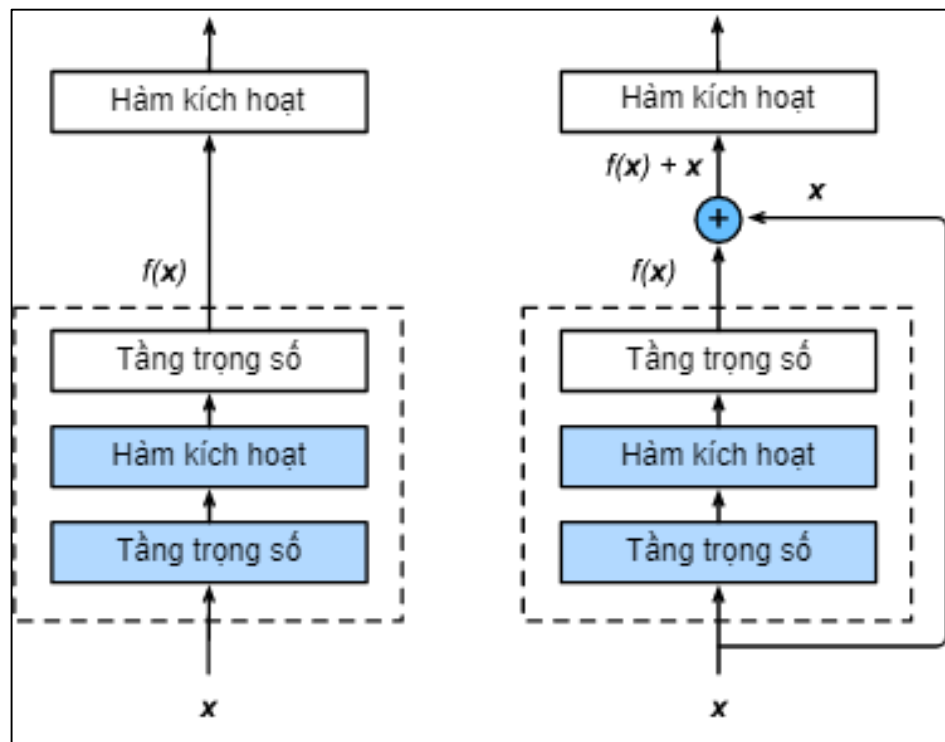 Hàm kích hoạt
f(x)
Tầng trọng số
Hàm kích hoạt
Tầng trọng số
x
Hàm kích hoạt
f(x) + x
x
+
f(x)
Tầng trọng số
Hàm kích hoạt
Tầng trọng số
x